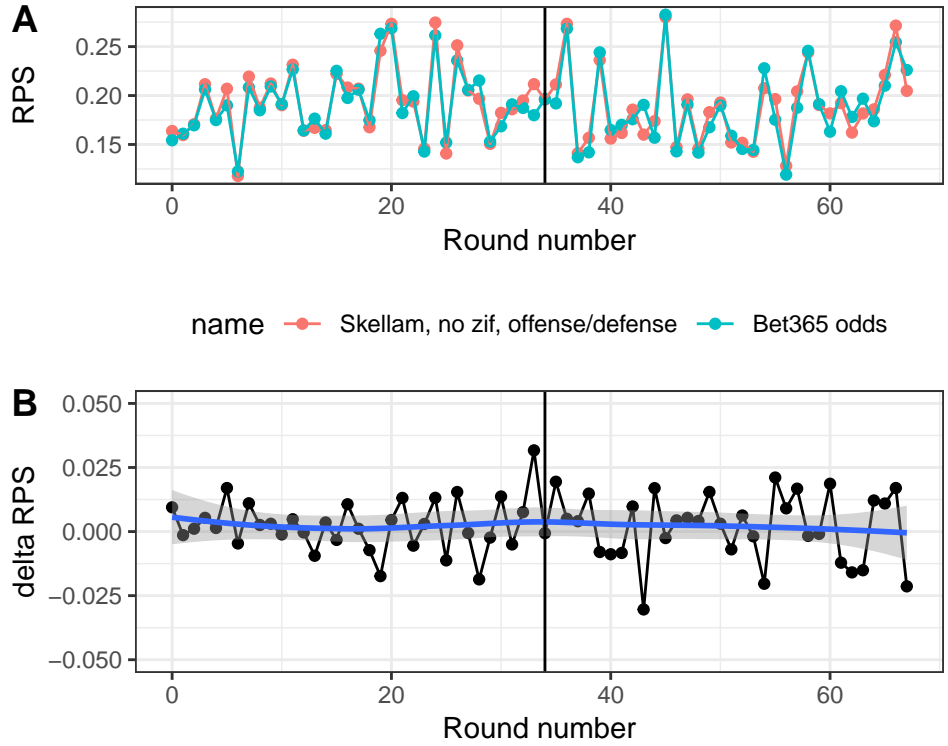 A
RPS
0.25
0.20
0.15
0 20 40 60
Round number
name Skellam, no zif, offense/defense Bet365 odds
B
delta RPS
0.050
0.025
0.000
−0.025
−0.050
0 20 40 60
Round number